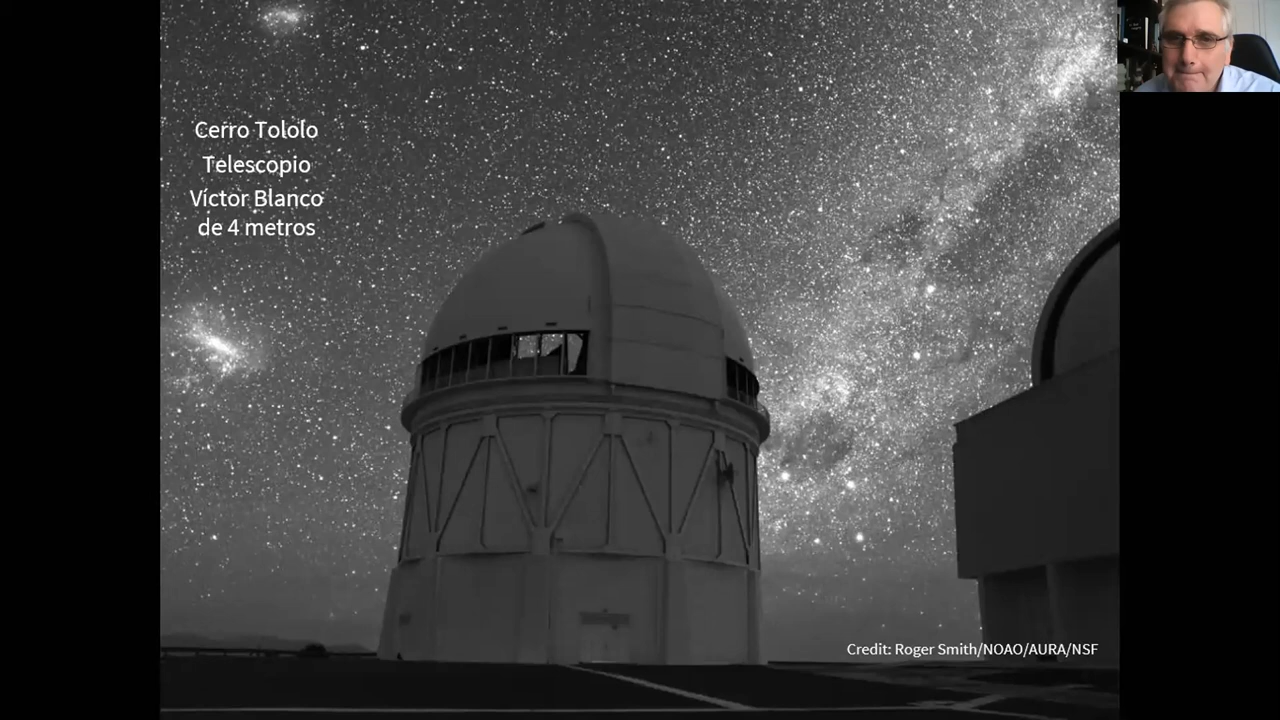 Cerro Tololo
Telescopio
Víctor Blanco
de 4 metros
Credit: Roger Smith/NOAO/AURA/NSF